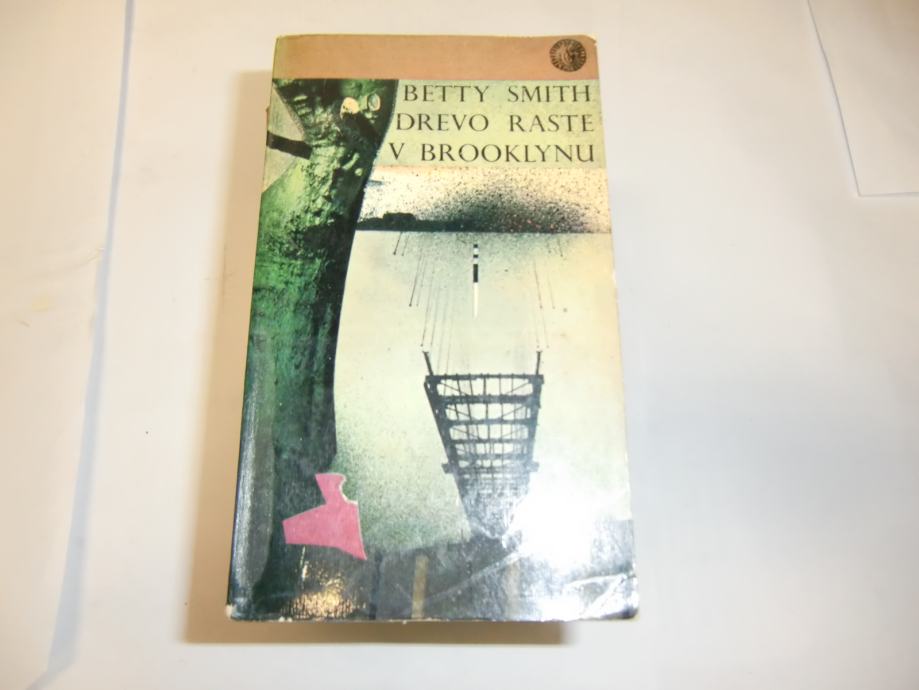 BETTY SMITH
DREVO RASTE
V BROOKLYNU